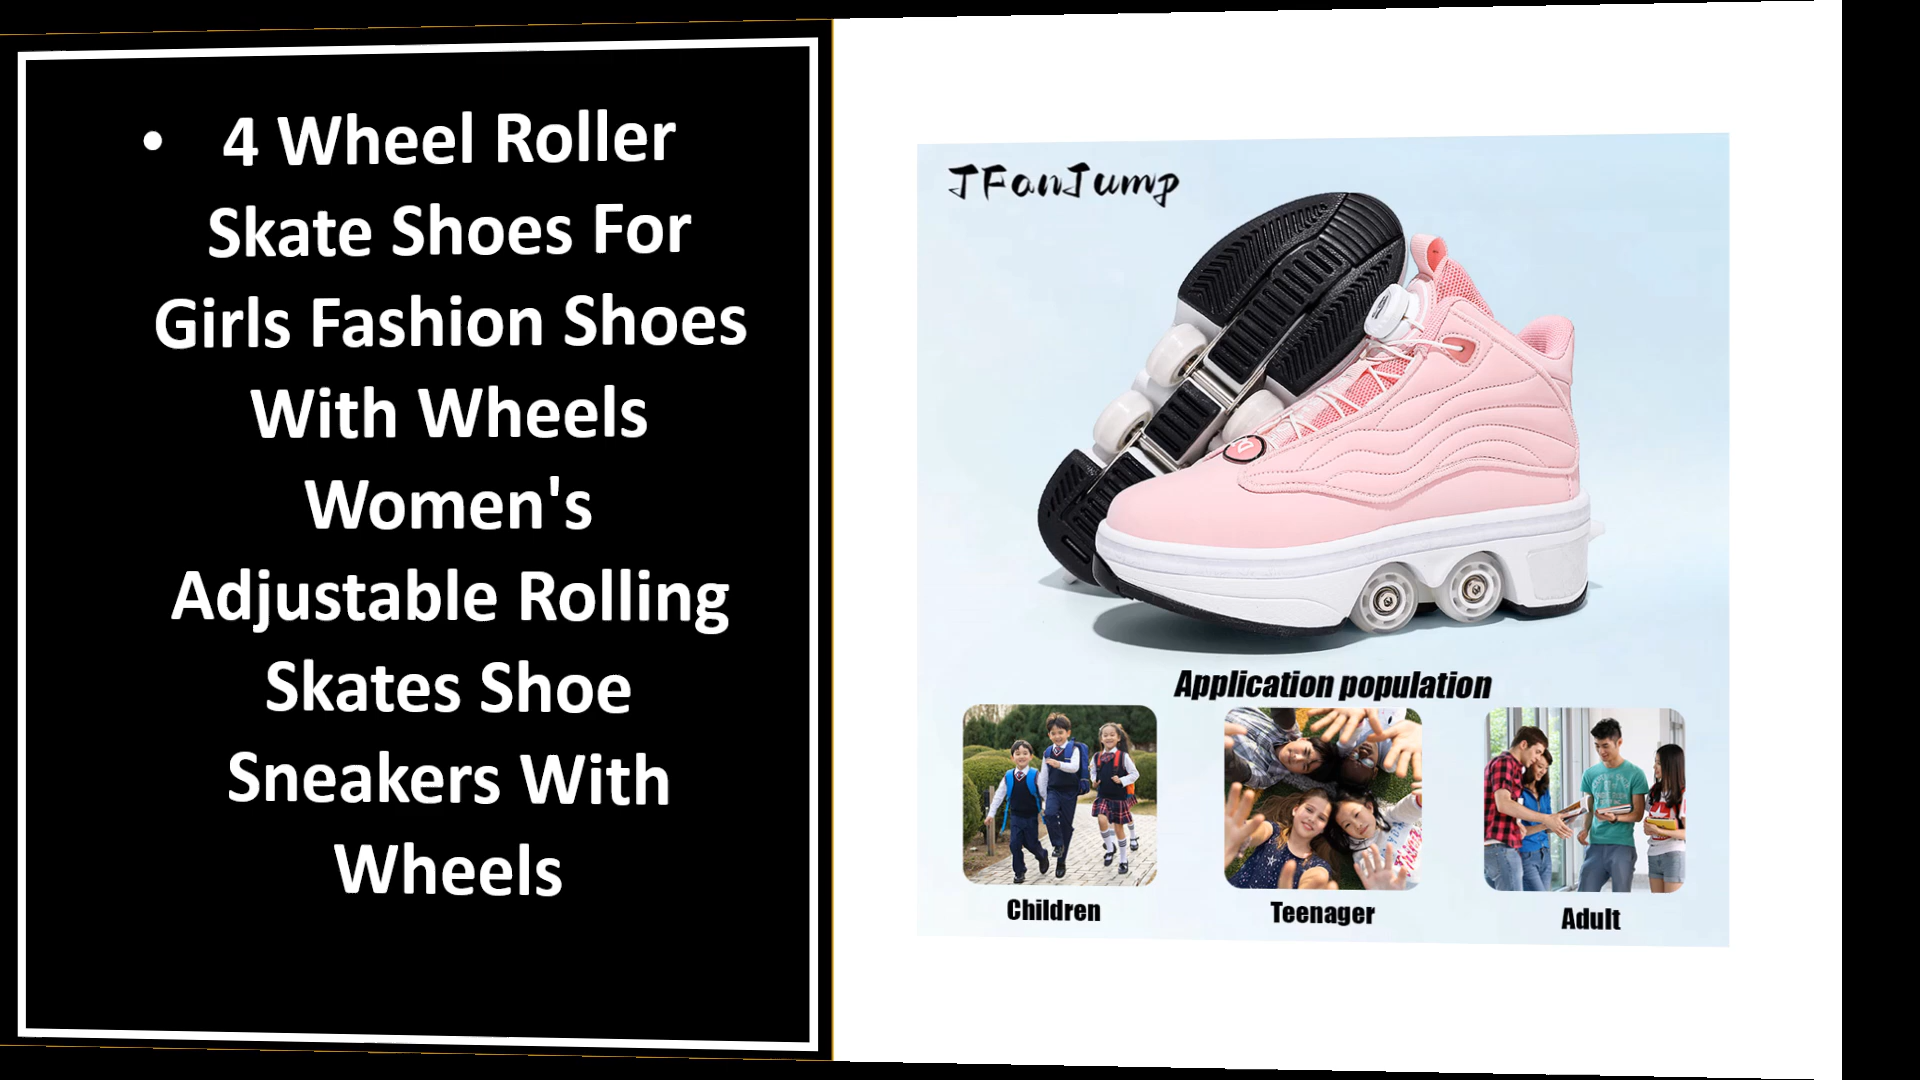 • 4 Wheel Roller
Skate Shoes For
Girls Fashion Shoes
With Wheels
Women's
Adjustable Rolling
Skates Shoe
Sneakers With
Wheels
JFanJump
Application population
Children
Teenager
Adult